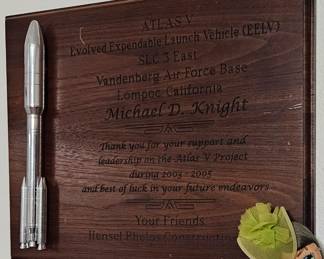 ATLAS V
Evolved Expendable Launch Vehicle (EELV)
SLC 3 East
Vandenberg Air Force Base
Lompoc, California
Michael D. Knight
Thank you for your support and
leadership on the Atlas V Project
during 2003 - 2005
and best of luck in your future endeavors
Your Friends
Hensel Phelps Construction